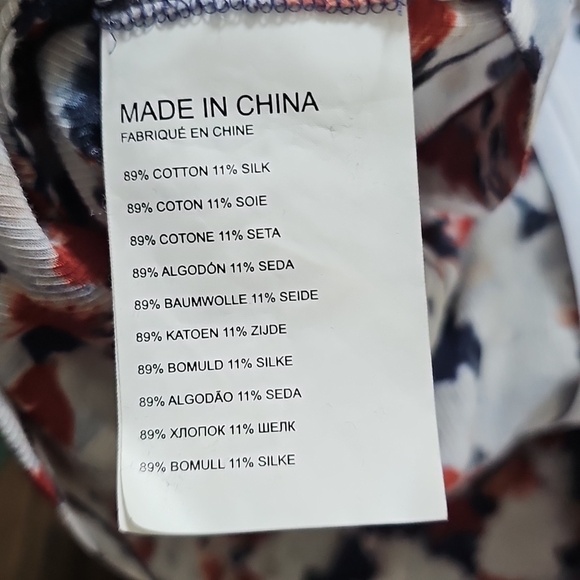 MADE IN CHINA
FABRIQUÉ EN CHINE
89% COTTON 11% SILK
89% COTON 11% SOIE
89% COTONE 11% SETA
89% ALGODÓN 11% SEDA
89% BAUMWOLLE 11% SEIDE
89% KATOEN 11% ZIJDE
89% BOMULD 11% SILKE
89% ALGODÃO 11% SEDA
89% ХЛОПОК 11% ШЕЛК
89% BOMULL 11% SILKE